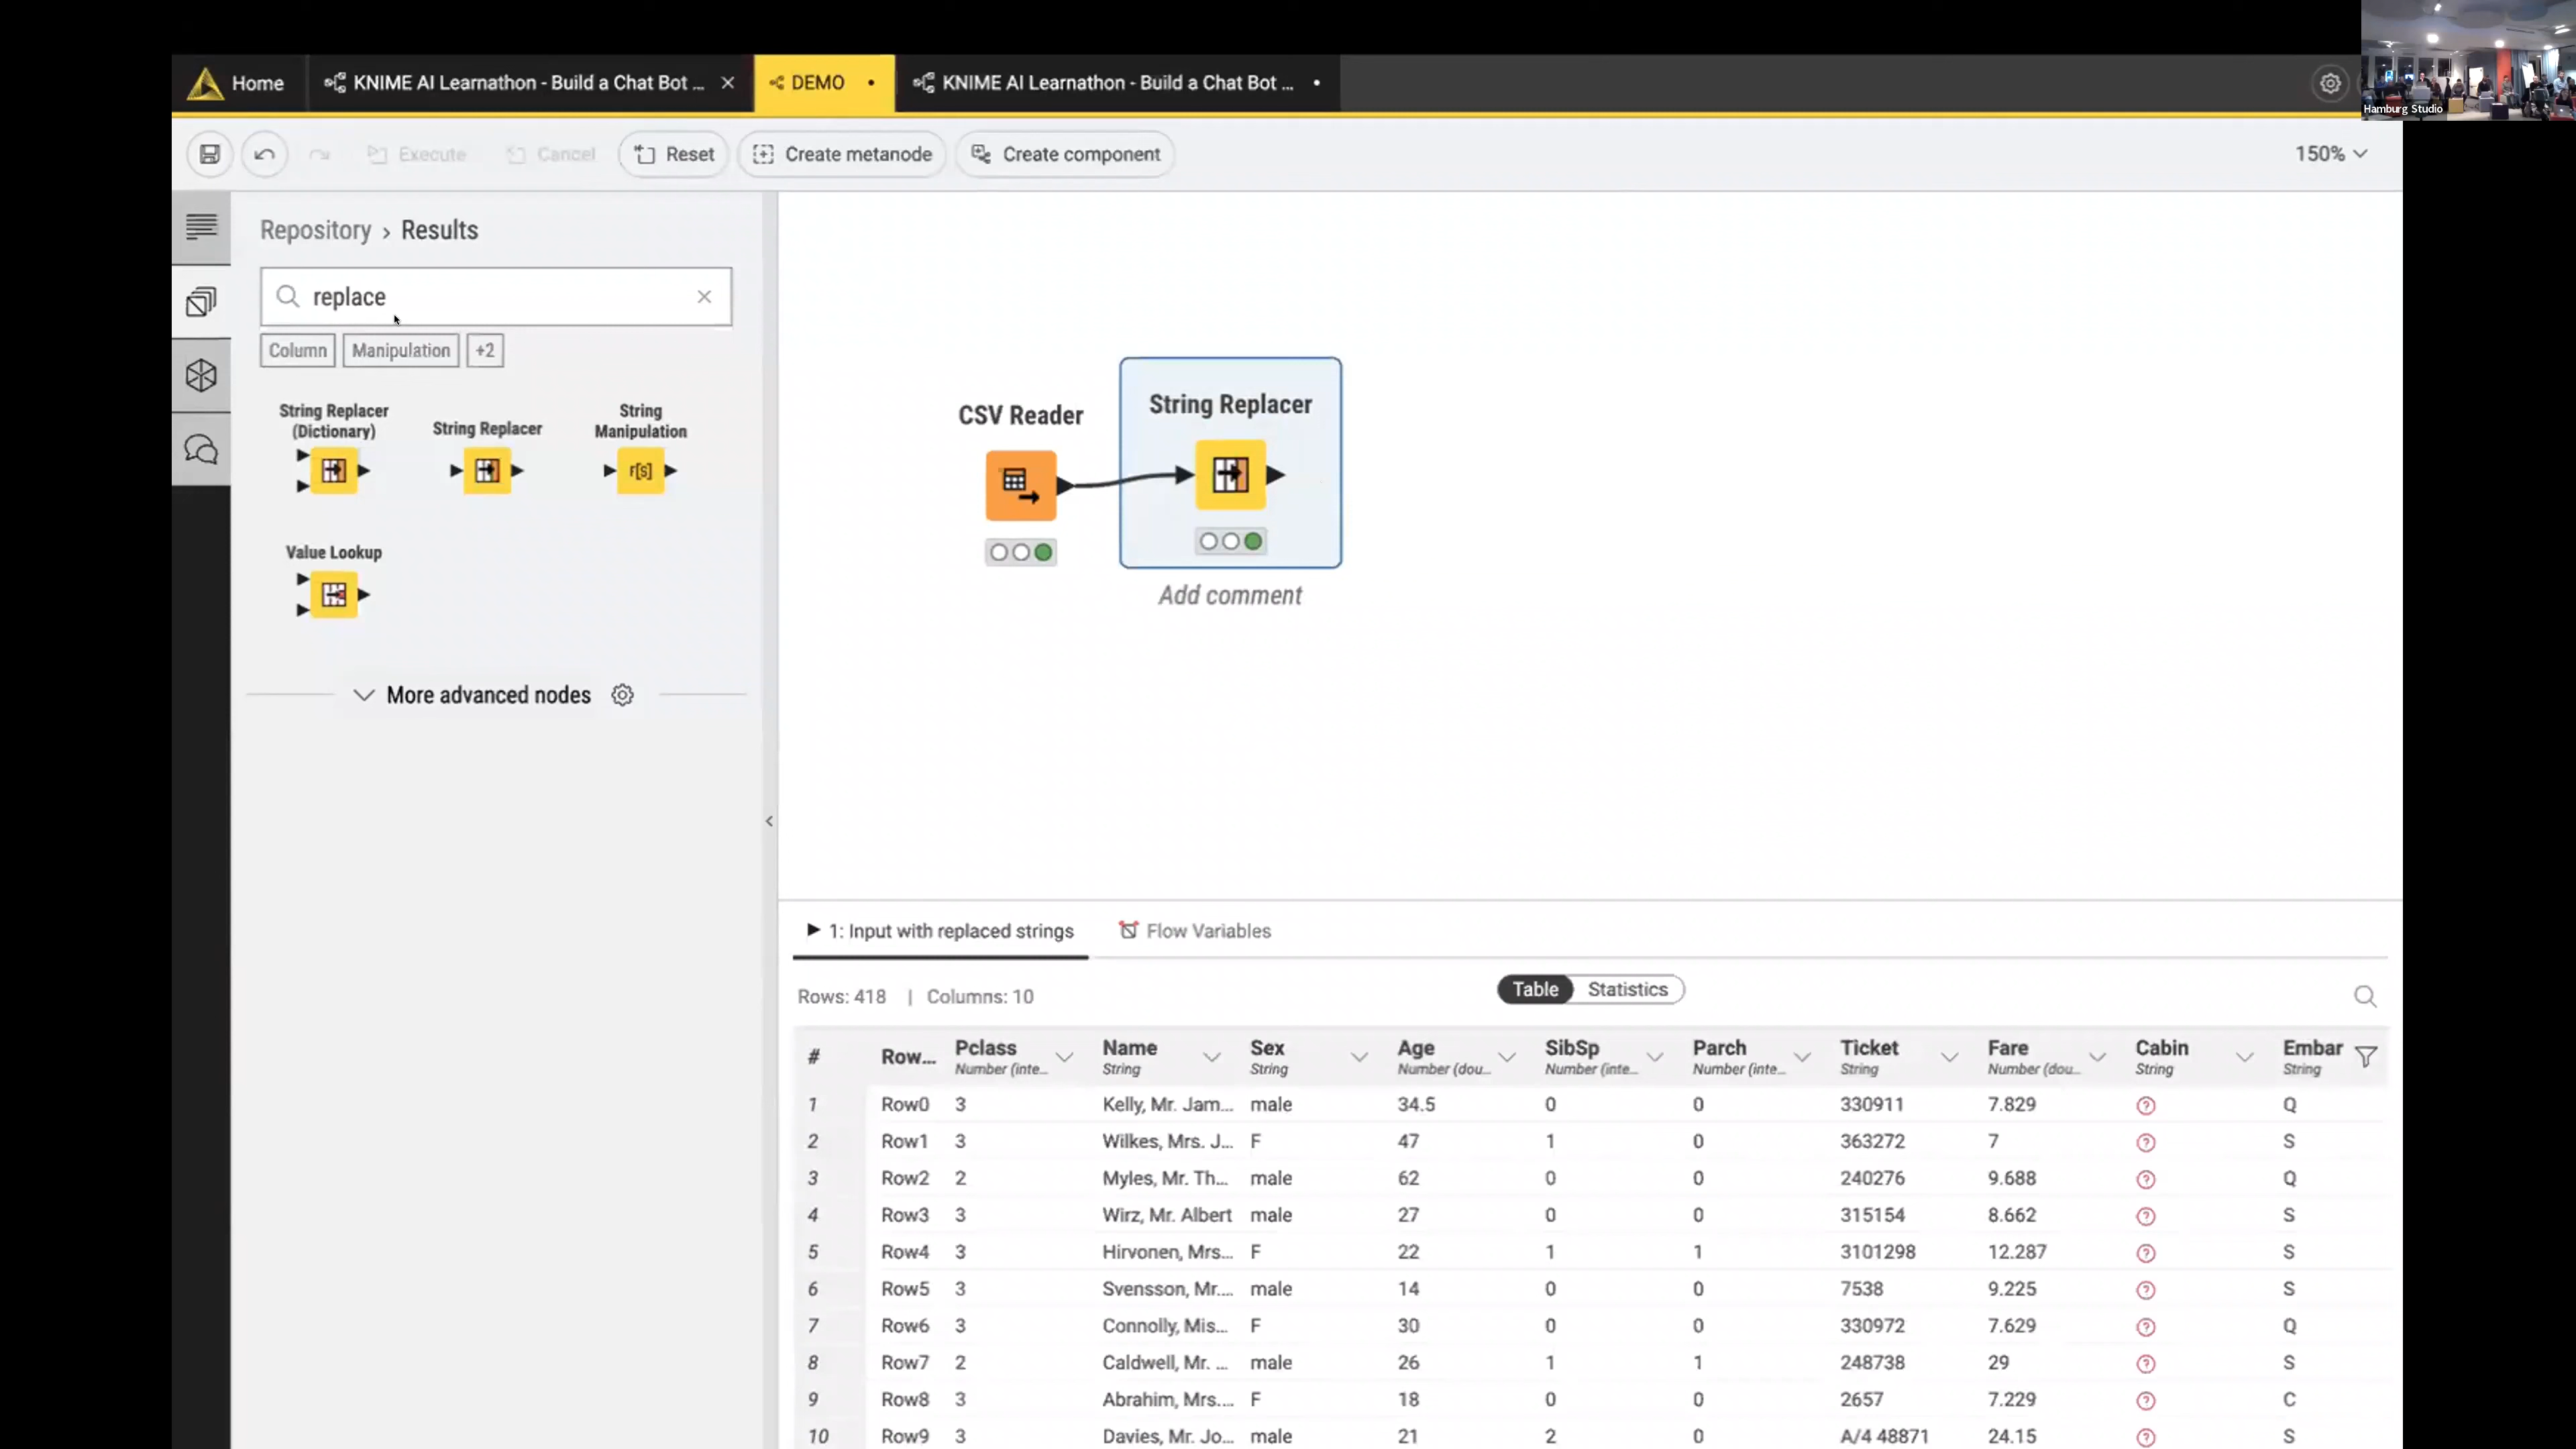 Home KNIME AI Learnathon - Build a Chat Bot ... DEMO KNIME AI Learnathon - Build a Chat Bot ...
Hamburg Studio
Execute Cancel Reset Create metanode Create component 150%
Repository › Results
replace
Column Manipulation +2
String Replacer (Dictionary)
String Replacer
String Manipulation
r[s]
Value Lookup
More advanced nodes
CSV Reader
String Replacer
Add comment
1: Input with replaced strings Flow Variables
Rows: 418 | Columns: 10 Table Statistics
# Row... Pclass Name Sex Age SibSp Parch Ticket Fare Cabin Embar
Number (inte... String String Number (dou... Number (inte... Number (inte... String Number (dou... String String
1 Row0 3 Kelly, Mr. Jam... male 34.5 0 0 330911 7.829 ? Q
2 Row1 3 Wilkes, Mrs. J... F 47 1 0 363272 7 ? S
3 Row2 2 Myles, Mr. Th... male 62 0 0 240276 9.688 ? Q
4 Row3 3 Wirz, Mr. Albert male 27 0 0 315154 8.662 ? S
5 Row4 3 Hirvonen, Mrs... F 22 1 1 3101298 12.287 ? S
6 Row5 3 Svensson, Mr.... male 14 0 0 7538 9.225 ? S
7 Row6 3 Connolly, Mis... F 30 0 0 330972 7.629 ? Q
8 Row7 2 Caldwell, Mr. ... male 26 1 1 248738 29 ? S
9 Row8 3 Abrahim, Mrs.... F 18 0 0 2657 7.229 ? C
10 Row9 3 Davies, Mr. Jo... male 21 2 0 A/4 48871 24.15 ? S